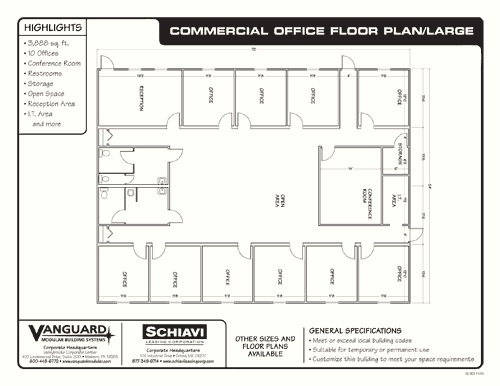 HIGHLIGHTS
• 3,888 sq. ft.
• 10 Offices
• Conference Room
• Restrooms
• Storage
• Open Space
• Reception Area
• I.T. Area
and more
COMMERCIAL OFFICE FLOOR PLAN/LARGE
RECEPTION
OFFICE
OFFICE
OFFICE
OFFICE
STORAGE
OPEN
AREA
CONFERENCE
ROOM
I.T.
AREA
OFFICE
OFFICE
OFFICE
OFFICE
OFFICE
OFFICE
VANGUARD
MODULAR BUILDING SYSTEMS
Corporate Headquarters
SCHIAVI
LEASING CORPORATION
Corporate Headquarters
OTHER SIZES AND
FLOOR PLANS
AVAILABLE
GENERAL SPECIFICATIONS
• Meet or exceed local building codes
• Suitable for temporary or permanent use
• Customize this building to meet your space requirements